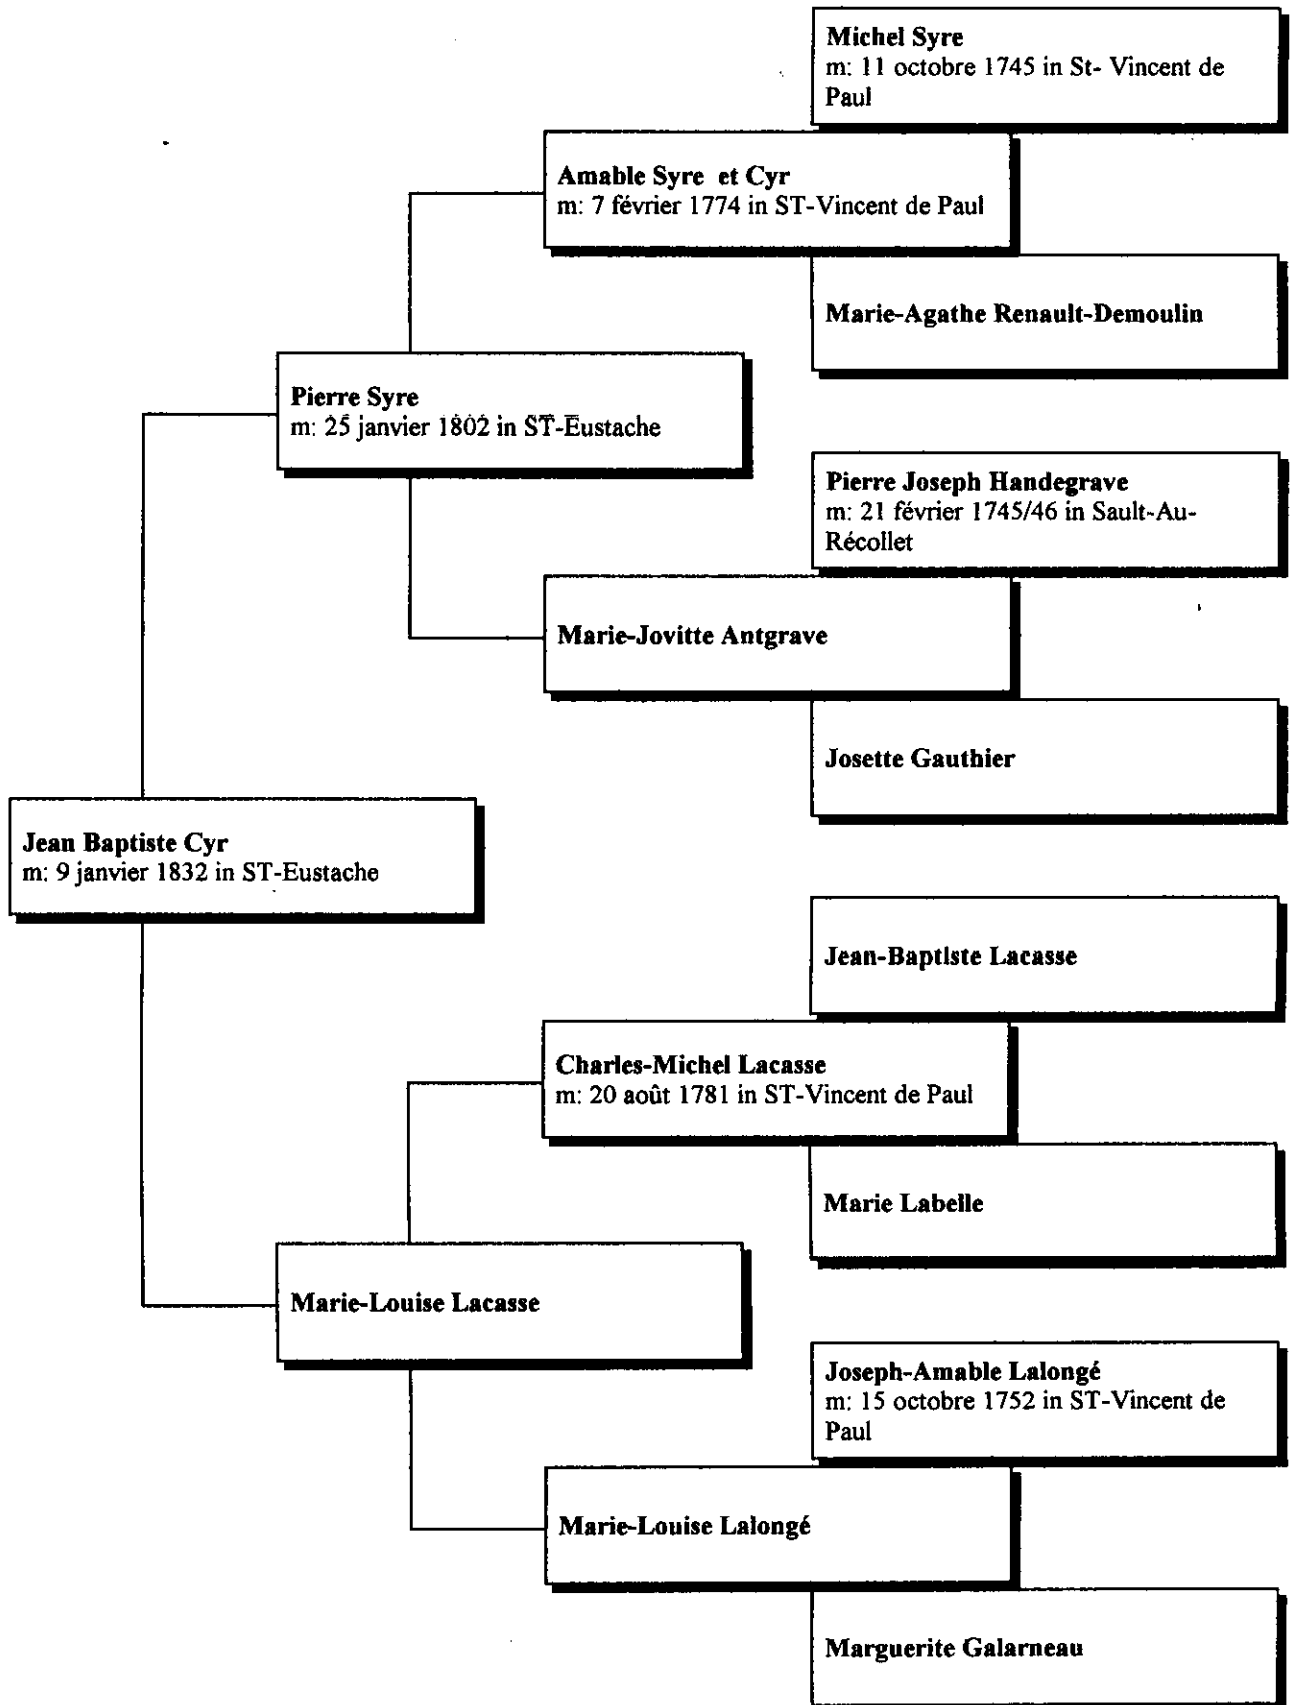 Michel Syre
m: 11 octobre 1745 in St- Vincent de
Paul
Amable Syre et Cyr
m: 7 février 1774 in ST-Vincent de Paul
Marie-Agathe Renault-Demoulin
Pierre Syre
m: 25 janvier 1802 in ST-Eustache
Pierre Joseph Handegrave
m: 21 février 1745/46 in Sault-Au-
Récollet
Marie-Jovitte Antgrave
Josette Gauthier
Jean Baptiste Cyr
m: 9 janvier 1832 in ST-Eustache
Jean-Baptiste Lacasse
Charles-Michel Lacasse
m: 20 août 1781 in ST-Vincent de Paul
Marie Labelle
Marie-Louise Lacasse
Joseph-Amable Lalongé
m: 15 octobre 1752 in ST-Vincent de
Paul
Marie-Louise Lalongé
Marguerite Galarneau